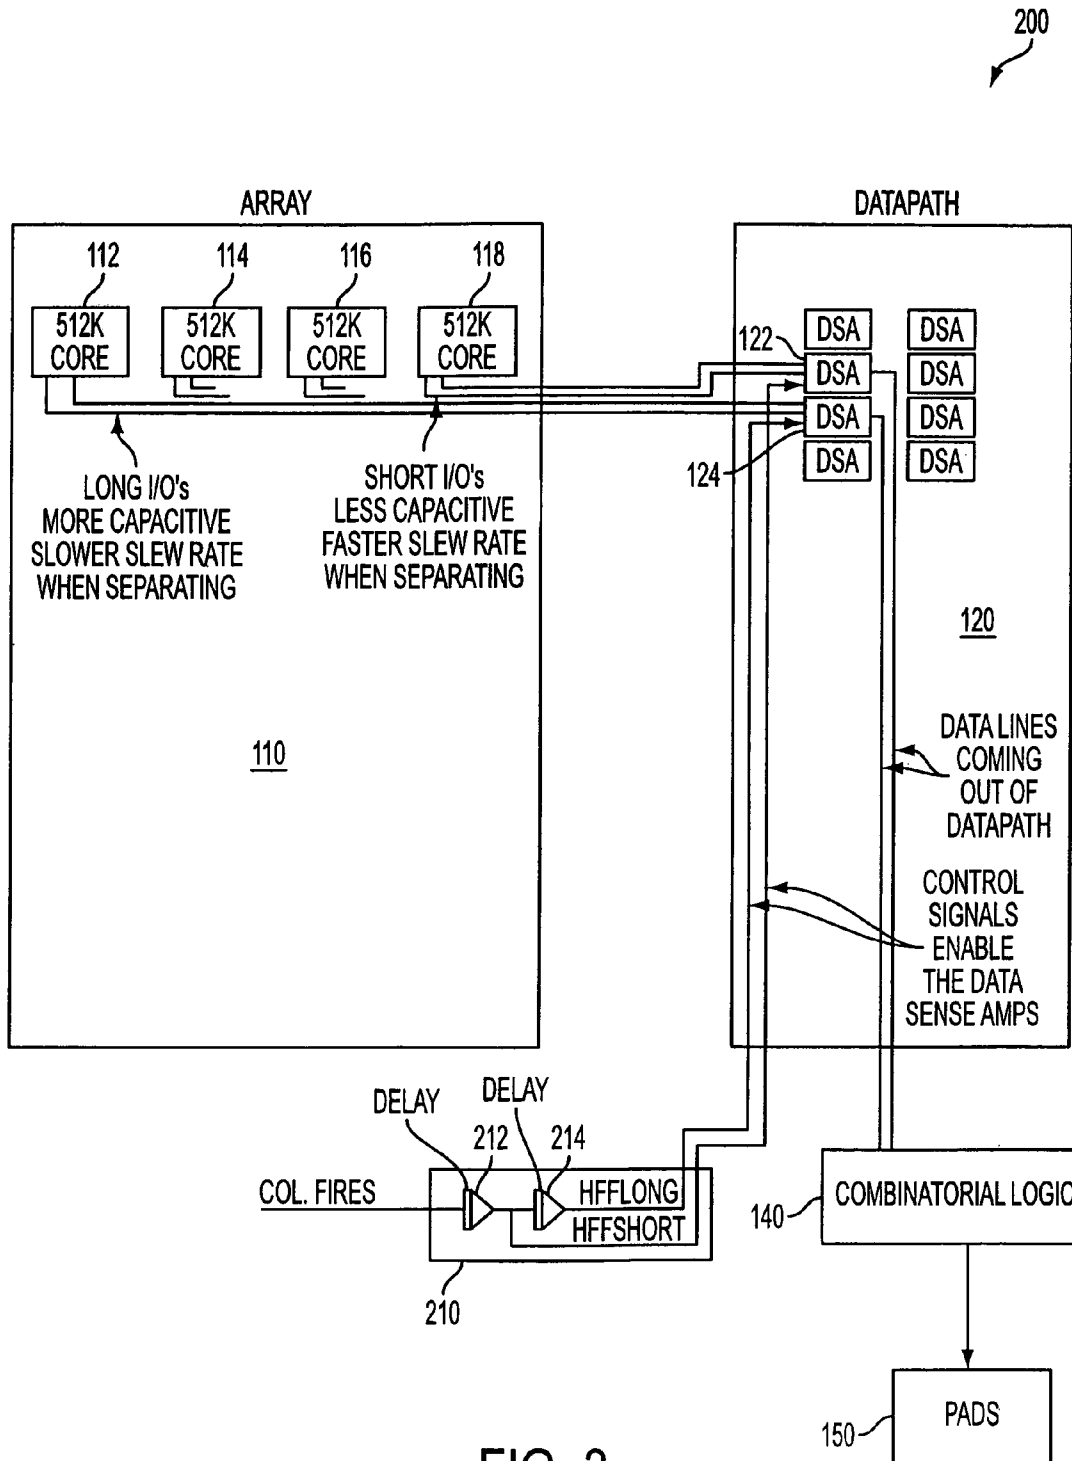 200
ARRAY
DATAPATH
112
114
116
118
512K
CORE
512K
CORE
512K
CORE
512K
CORE
122
DSA
DSA
DSA
DSA
DSA
DSA
DSA
DSA
124
LONG I/O's
MORE CAPACITIVE
SLOWER SLEW RATE
WHEN SEPARATING
SHORT I/O's
LESS CAPACITIVE
FASTER SLEW RATE
WHEN SEPARATING
120
110
DATA LINES
COMING
OUT OF
DATAPATH
CONTROL
SIGNALS
ENABLE
THE DATA
SENSE AMPS
DELAY
DELAY
212
214
COL. FIRES
HFFLONG
HFFSHORT
210
140
COMBINATORIAL LOGIC
PADS
150